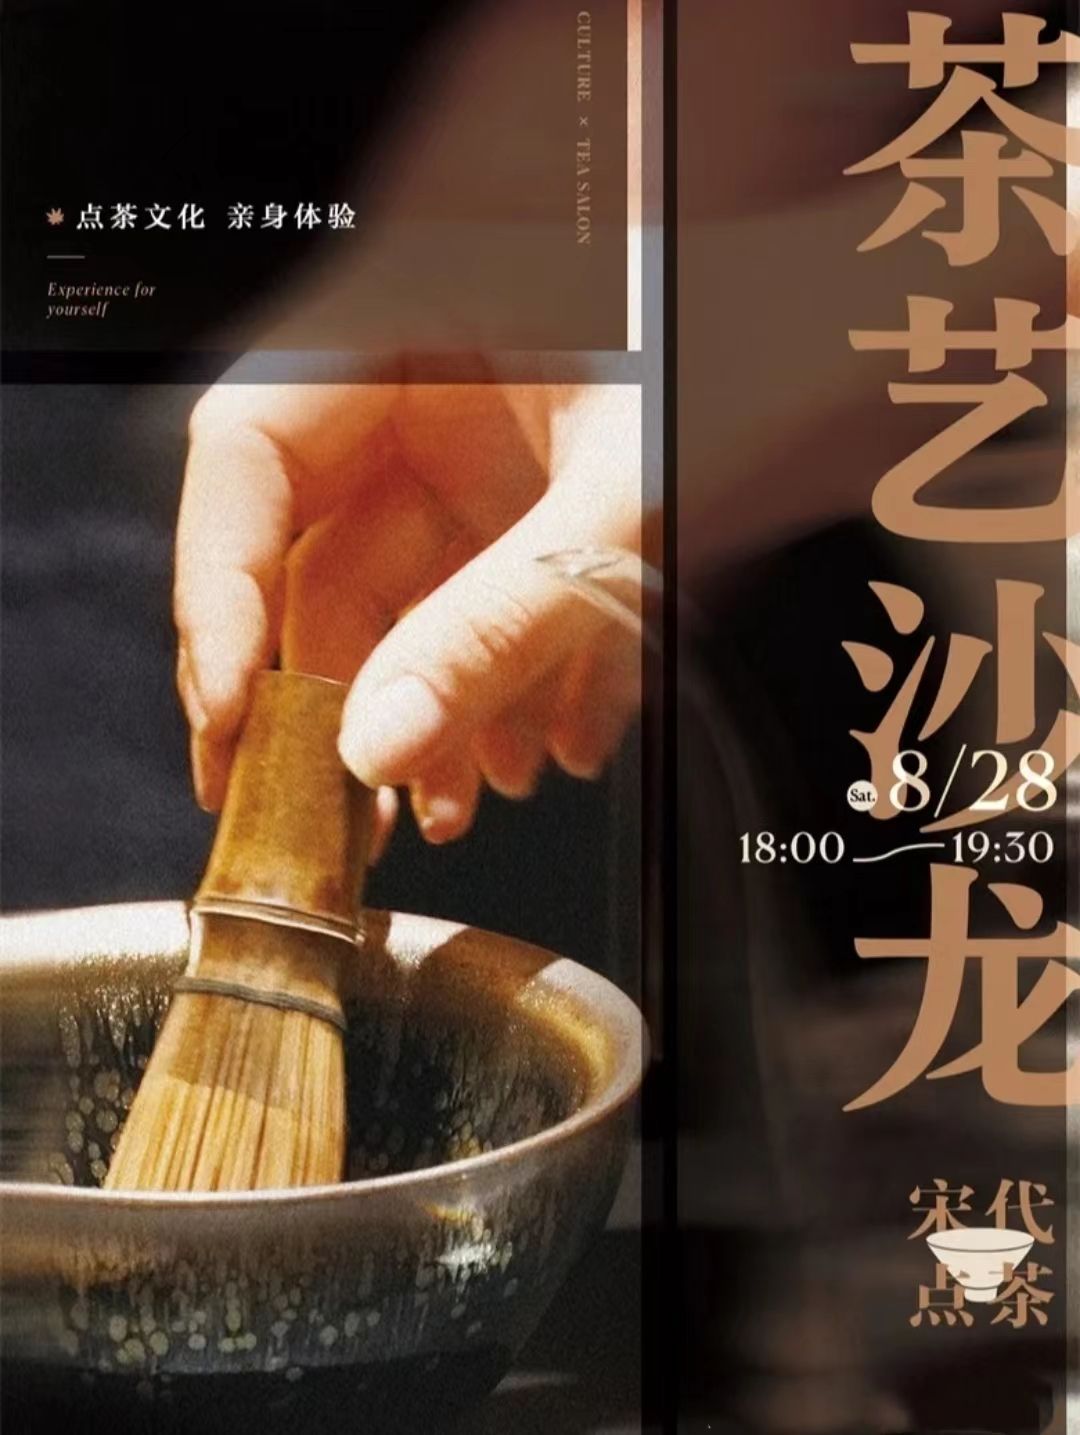 CULTURE × TEA SALON
点茶文化 亲身体验
Experience for
yourself
茶艺沙龙
Sat. 8/28
18:00 19:30
宋代
点茶